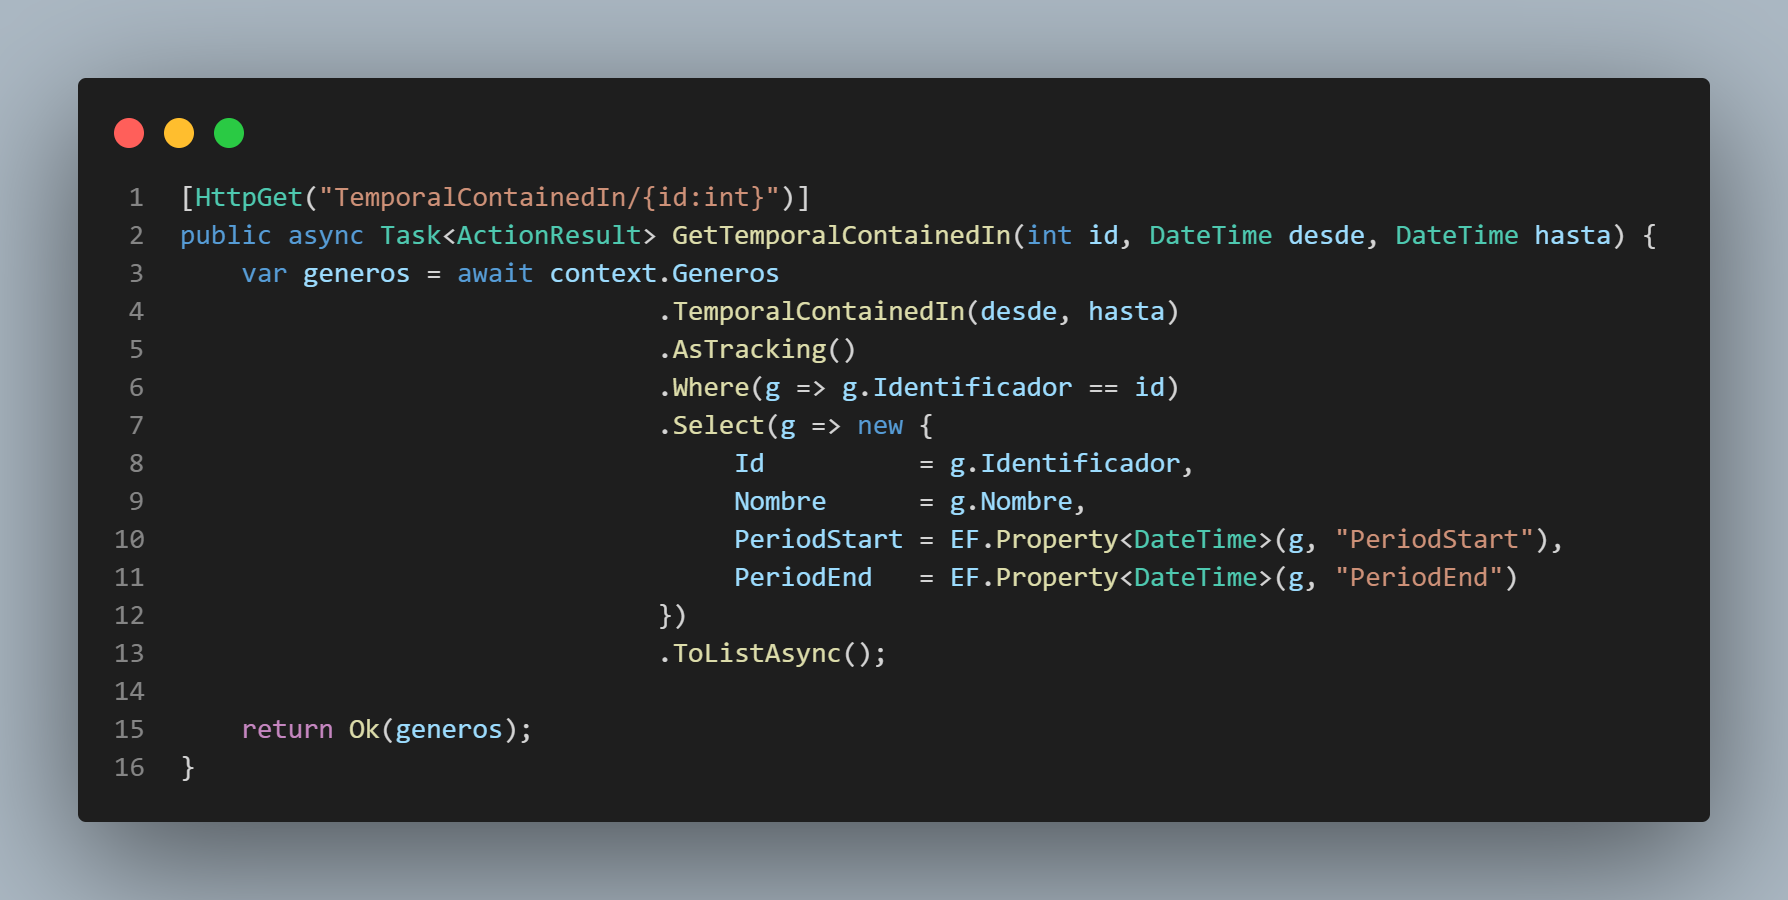 1 [HttpGet("TemporalContainedIn/{id:int}")]
2 public async Task<ActionResult> GetTemporalContainedIn(int id, DateTime desde, DateTime hasta) {
3     var generos = await context.Generos
4                                .TemporalContainedIn(desde, hasta)
5                                .AsTracking()
6                                .Where(g => g.Identificador == id)
7                                .Select(g => new {
8                                     Id          = g.Identificador,
9                                     Nombre      = g.Nombre,
10                                     PeriodStart = EF.Property<DateTime>(g, "PeriodStart"),
11                                     PeriodEnd   = EF.Property<DateTime>(g, "PeriodEnd")
12                                })
13                                .ToListAsync();
14
15     return Ok(generos);
16 }